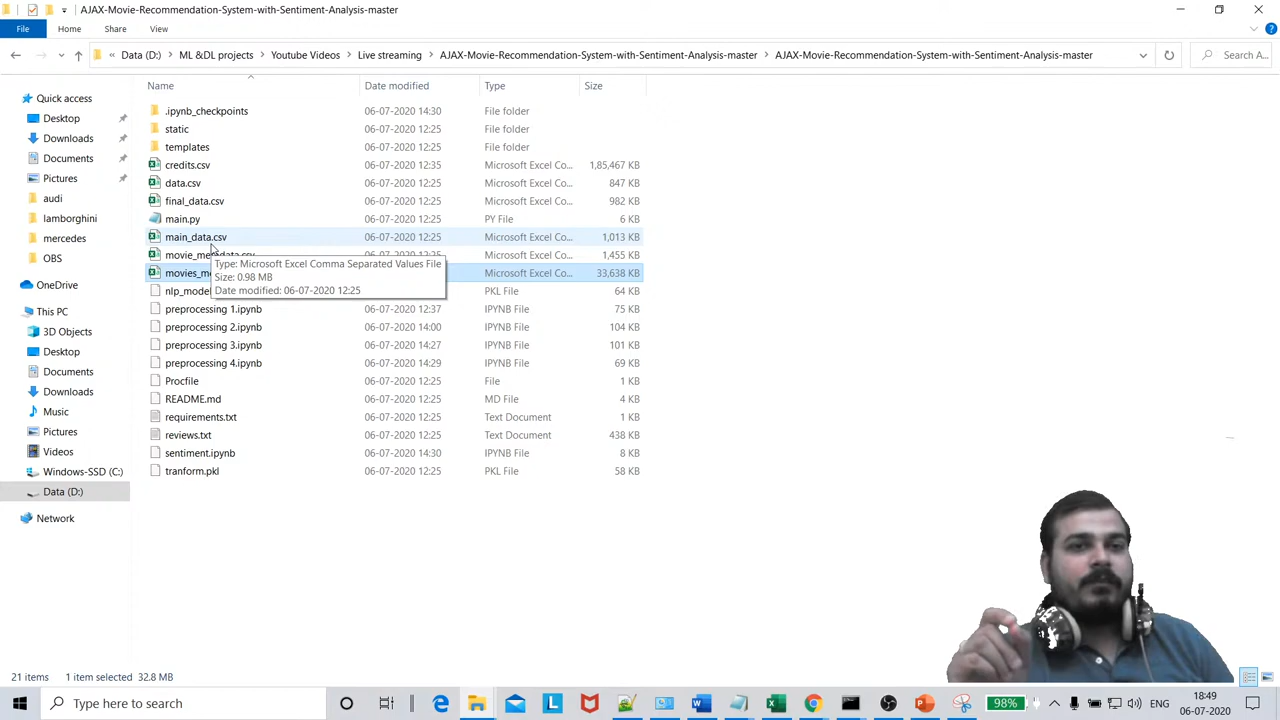 AJAX-Movie-Recommendation-System-with-Sentiment-Analysis-master
File Home Share View
« Data (D:) > ML &DL projects > Youtube Videos > Live streaming > AJAX-Movie-Recommendation-System-with-Sentiment-Analysis-master > AJAX-Movie-Recommendation-System-with-Sentiment-Analysis-master
Search A...
Name Date modified Type Size
Quick access
Desktop
Downloads
Documents
Pictures
audi
lamborghini
mercedes
OBS
OneDrive
This PC
3D Objects
Desktop
Documents
Downloads
Music
Pictures
Videos
Windows-SSD (C:)
Data (D:)
Network
.ipynb_checkpoints 06-07-2020 14:30 File folder
static 06-07-2020 12:25 File folder
templates 06-07-2020 12:25 File folder
credits.csv 06-07-2020 12:35 Microsoft Excel Co... 1,85,467 KB
data.csv 06-07-2020 12:25 Microsoft Excel Co... 847 KB
final_data.csv 06-07-2020 12:25 Microsoft Excel Co... 982 KB
main.py 06-07-2020 12:25 PY File 6 KB
main_data.csv 06-07-2020 12:25 Microsoft Excel Co... 1,013 KB
Microsoft Excel Co... 1,455 KB
Microsoft Excel Co... 33,638 KB
PKL File 64 KB
Type: Microsoft Excel Comma Separated Values File
Size: 0.98 MB
Date modified: 06-07-2020 12:25
preprocessing 1.ipynb 06-07-2020 12:37 IPYNB File 75 KB
preprocessing 2.ipynb 06-07-2020 14:00 IPYNB File 104 KB
preprocessing 3.ipynb 06-07-2020 14:27 IPYNB File 101 KB
preprocessing 4.ipynb 06-07-2020 14:29 IPYNB File 69 KB
Procfile 06-07-2020 12:25 File 1 KB
README.md 06-07-2020 12:25 MD File 4 KB
requirements.txt 06-07-2020 12:25 Text Document 1 KB
reviews.txt 06-07-2020 12:25 Text Document 438 KB
sentiment.ipynb 06-07-2020 14:30 IPYNB File 8 KB
tranform.pkl 06-07-2020 12:25 PKL File 58 KB
21 items 1 item selected 32.8 MB
Type here to search
98%
ENG
18:49
06-07-2020